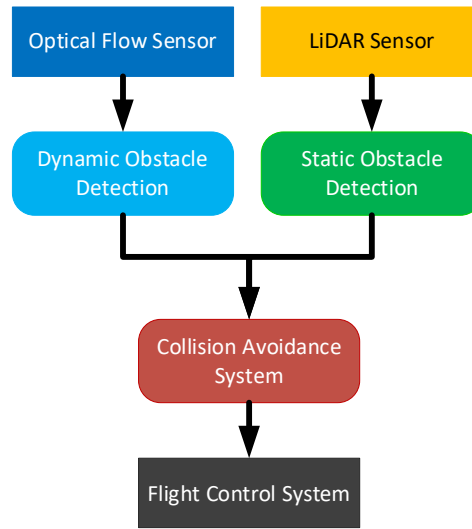 Optical Flow Sensor
LiDAR Sensor
Dynamic Obstacle
Detection
Static Obstacle
Detection
Collision Avoidance
System
Flight Control System